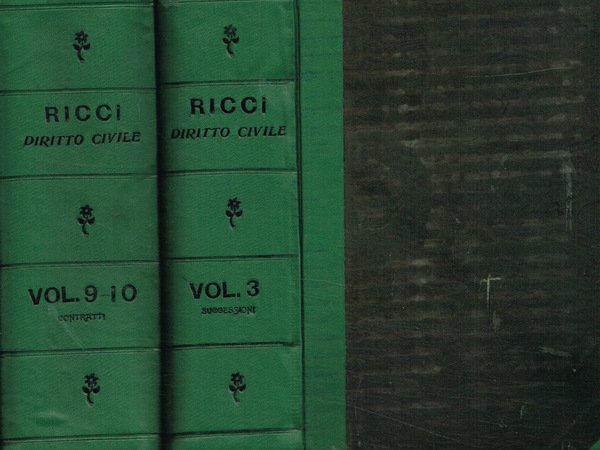 RICCi
DIRITTO CIVILE
VOL. 9-10
CONTRATTI
RICCi
DIRITTO CIVILE
VOL. 3
SUCCESSIONI